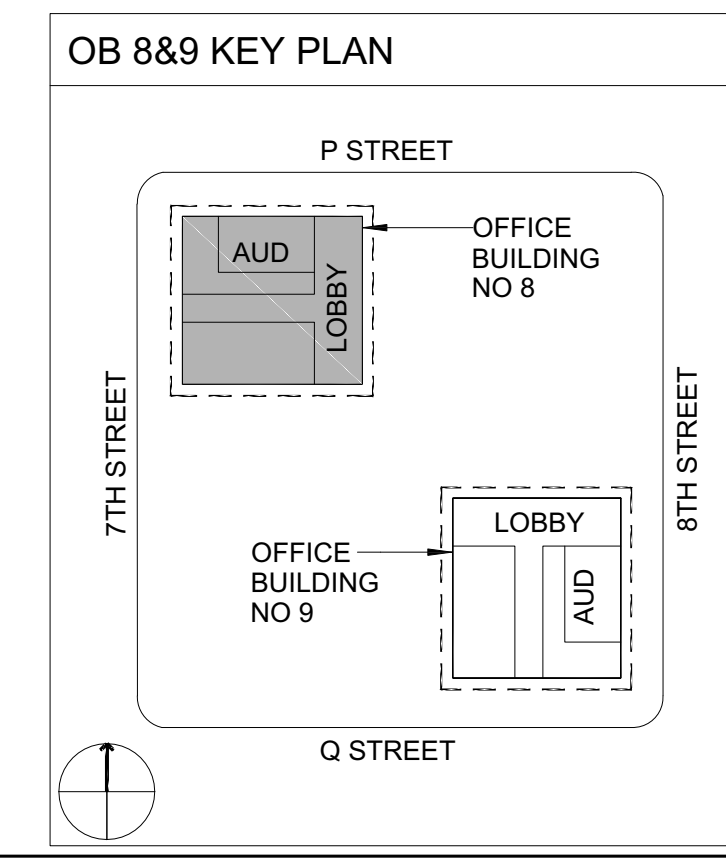 OB 8&9 KEY PLAN
P STREET
AUD
LOBBY
OFFICE
BUILDING
NO 8
7TH STREET
8TH STREET
LOBBY
AUD
OFFICE
BUILDING
NO 9
Q STREET